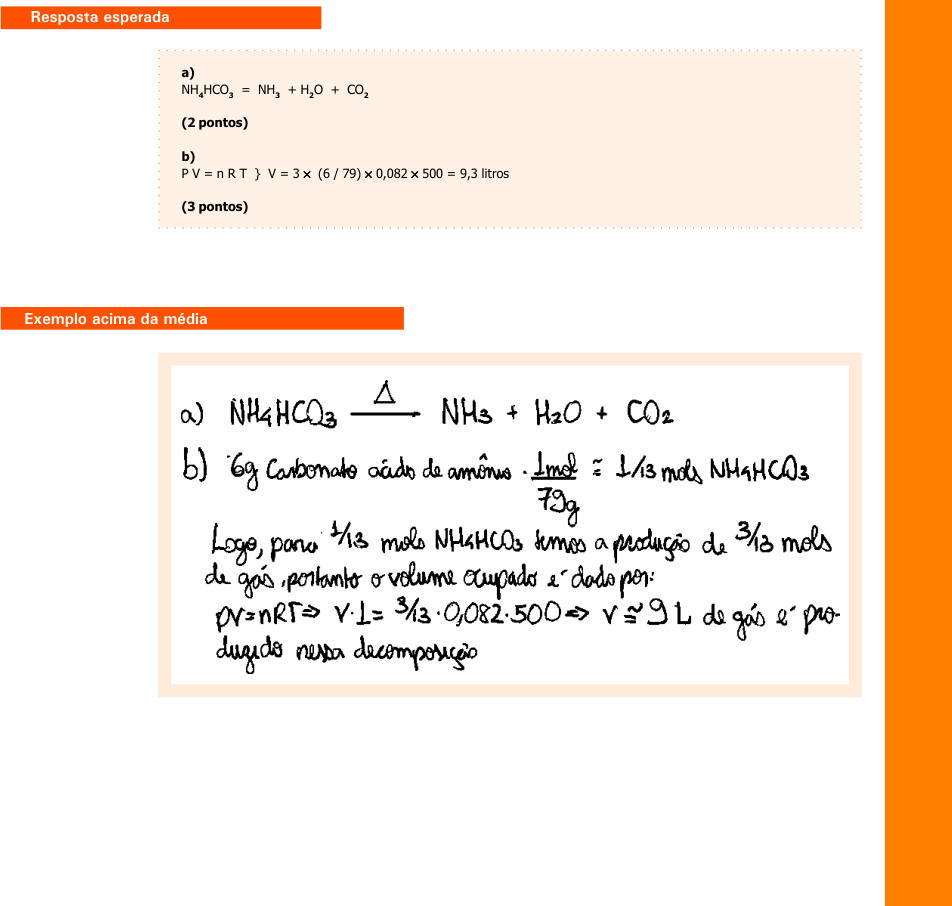 Resposta esperada
a)
NH₄HCO₃ = NH₃ + H₂O + CO₂
(2 pontos)
b)
P V = n R T } V = 3 × (6 / 79) × 0,082 × 500 = 9,3 litros
(3 pontos)
Exemplo acima da média
a) NH₄HCO₃ —Δ— NH₃ + H₂O + CO₂
b) 6g Carbonato ácido de amônio · 1mol/79g ≅ 1/13 mols NH₄HCO₃
Logo, para 1/13 mols NH₄HCO₃ temos a produção de 3/13 mols
de gás, portanto o volume ocupado é dado por:
pV=nRT ⇒ V·1= 3/13·0,082·500 ⇒ V ≅ 9 L de gás é pro-
duzido nessa decomposição